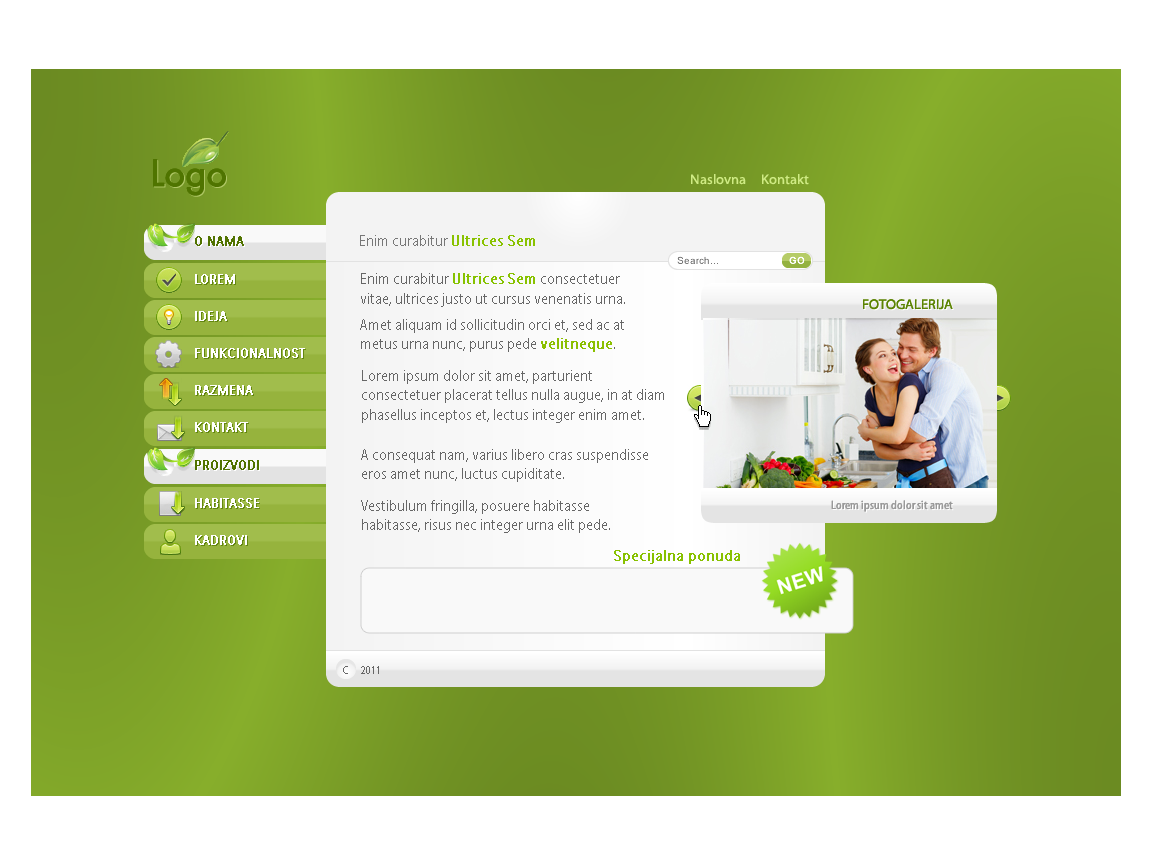 Logo
Naslovna Kontakt
O NAMA
LOREM
IDEJA
FUNKCIONALNOST
RAZMENA
KONTAKT
PROIZVODI
HABITASSE
KADROVI
Enim curabitur Ultrices Sem
Search... GO
Enim curabitur Ultrices Sem consectetuer
vitae, ultrices justo ut cursus venenatis urna.
Amet aliquam id sollicitudin orci et, sed ac at
metus urna nunc, purus pede velitneque.
Lorem ipsum dolor sit amet, parturient
consectetuer placerat tellus nulla augue, in at diam
phasellus inceptos et, lectus integer enim amet.
A consequat nam, varius libero cras suspendisse
eros amet nunc, luctus cupiditate.
Vestibulum fringilla, posuere habitasse
habitasse, risus nec integer urna elit pede.
FOTOGALERIJA
Lorem ipsum dolor sit amet
Specijalna ponuda
NEW
C 2011